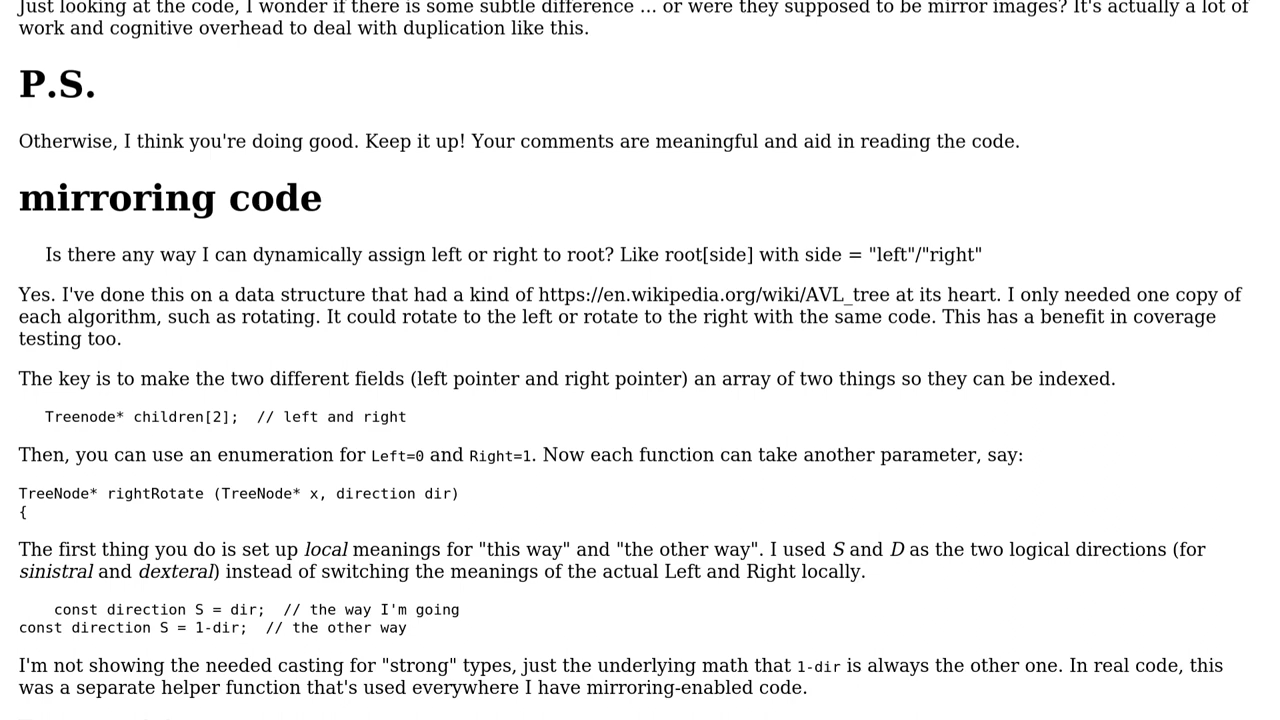 Just looking at the code, I wonder if there is some subtle difference ... or were they supposed to be mirror images? It's actually a lot of
work and cognitive overhead to deal with duplication like this.
P.S.
Otherwise, I think you're doing good. Keep it up! Your comments are meaningful and aid in reading the code.
mirroring code
Is there any way I can dynamically assign left or right to root? Like root[side] with side = "left"/"right"
Yes. I've done this on a data structure that had a kind of https://en.wikipedia.org/wiki/AVL_tree at its heart. I only needed one copy of
each algorithm, such as rotating. It could rotate to the left or rotate to the right with the same code. This has a benefit in coverage
testing too.
The key is to make the two different fields (left pointer and right pointer) an array of two things so they can be indexed.
Treenode* children[2];  // left and right
Then, you can use an enumeration for Left=0 and Right=1. Now each function can take another parameter, say:
TreeNode* rightRotate (TreeNode* x, direction dir)
{
The first thing you do is set up local meanings for "this way" and "the other way". I used S and D as the two logical directions (for
sinistral and dexteral) instead of switching the meanings of the actual Left and Right locally.
    const direction S = dir;  // the way I'm going
const direction S = 1-dir;  // the other way
I'm not showing the needed casting for "strong" types, just the underlying math that 1-dir is always the other one. In real code, this
was a separate helper function that's used everywhere I have mirroring-enabled code.